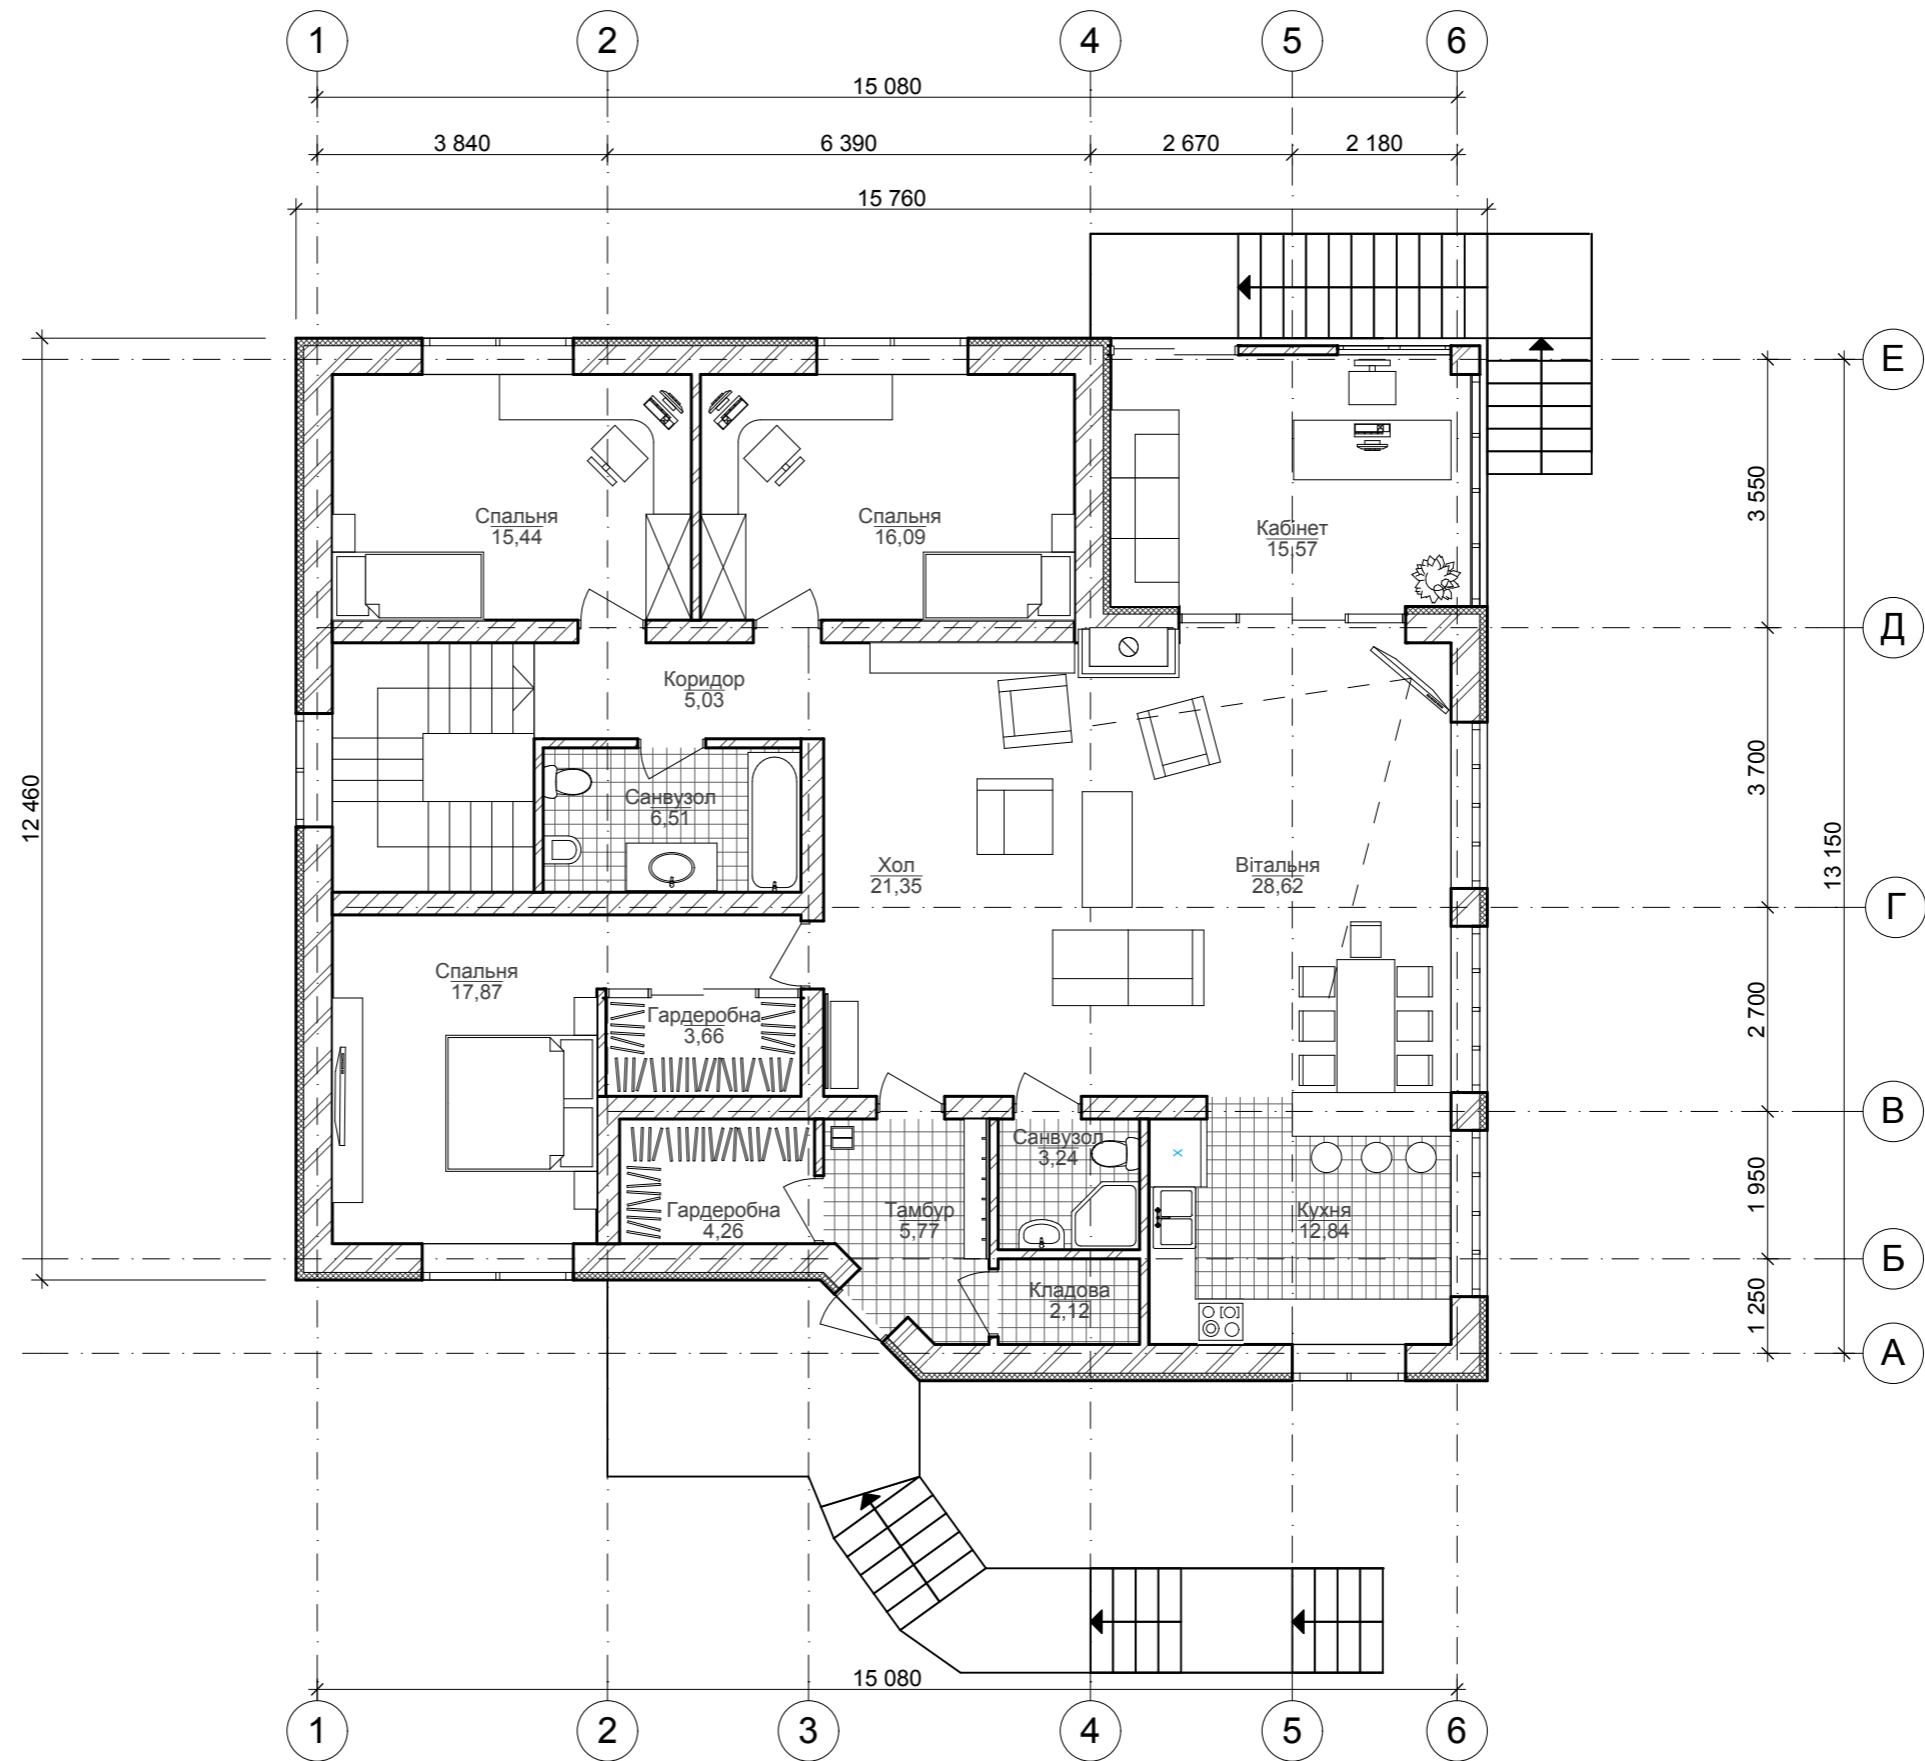 1
2
4
5
6
15 080
3 840
6 390
2 670
2 180
15 760
Е
3 550
Спальня
15,44
Спальня
16,09
Кабінет
15,57
Д
Коридор
5,03
3 700
12 460
Санвузол
6,51
13 150
Хол
21,35
Вітальня
28,62
Г
Спальня
17,87
2 700
Гардеробна
3,66
В
Санвузол
3,24
x
1 950
Гардеробна
4,26
Тамбур
5,77
Кухня
12,84
Б
Кладова
2,12
1 250
А
15 080
1
2
3
4
5
6